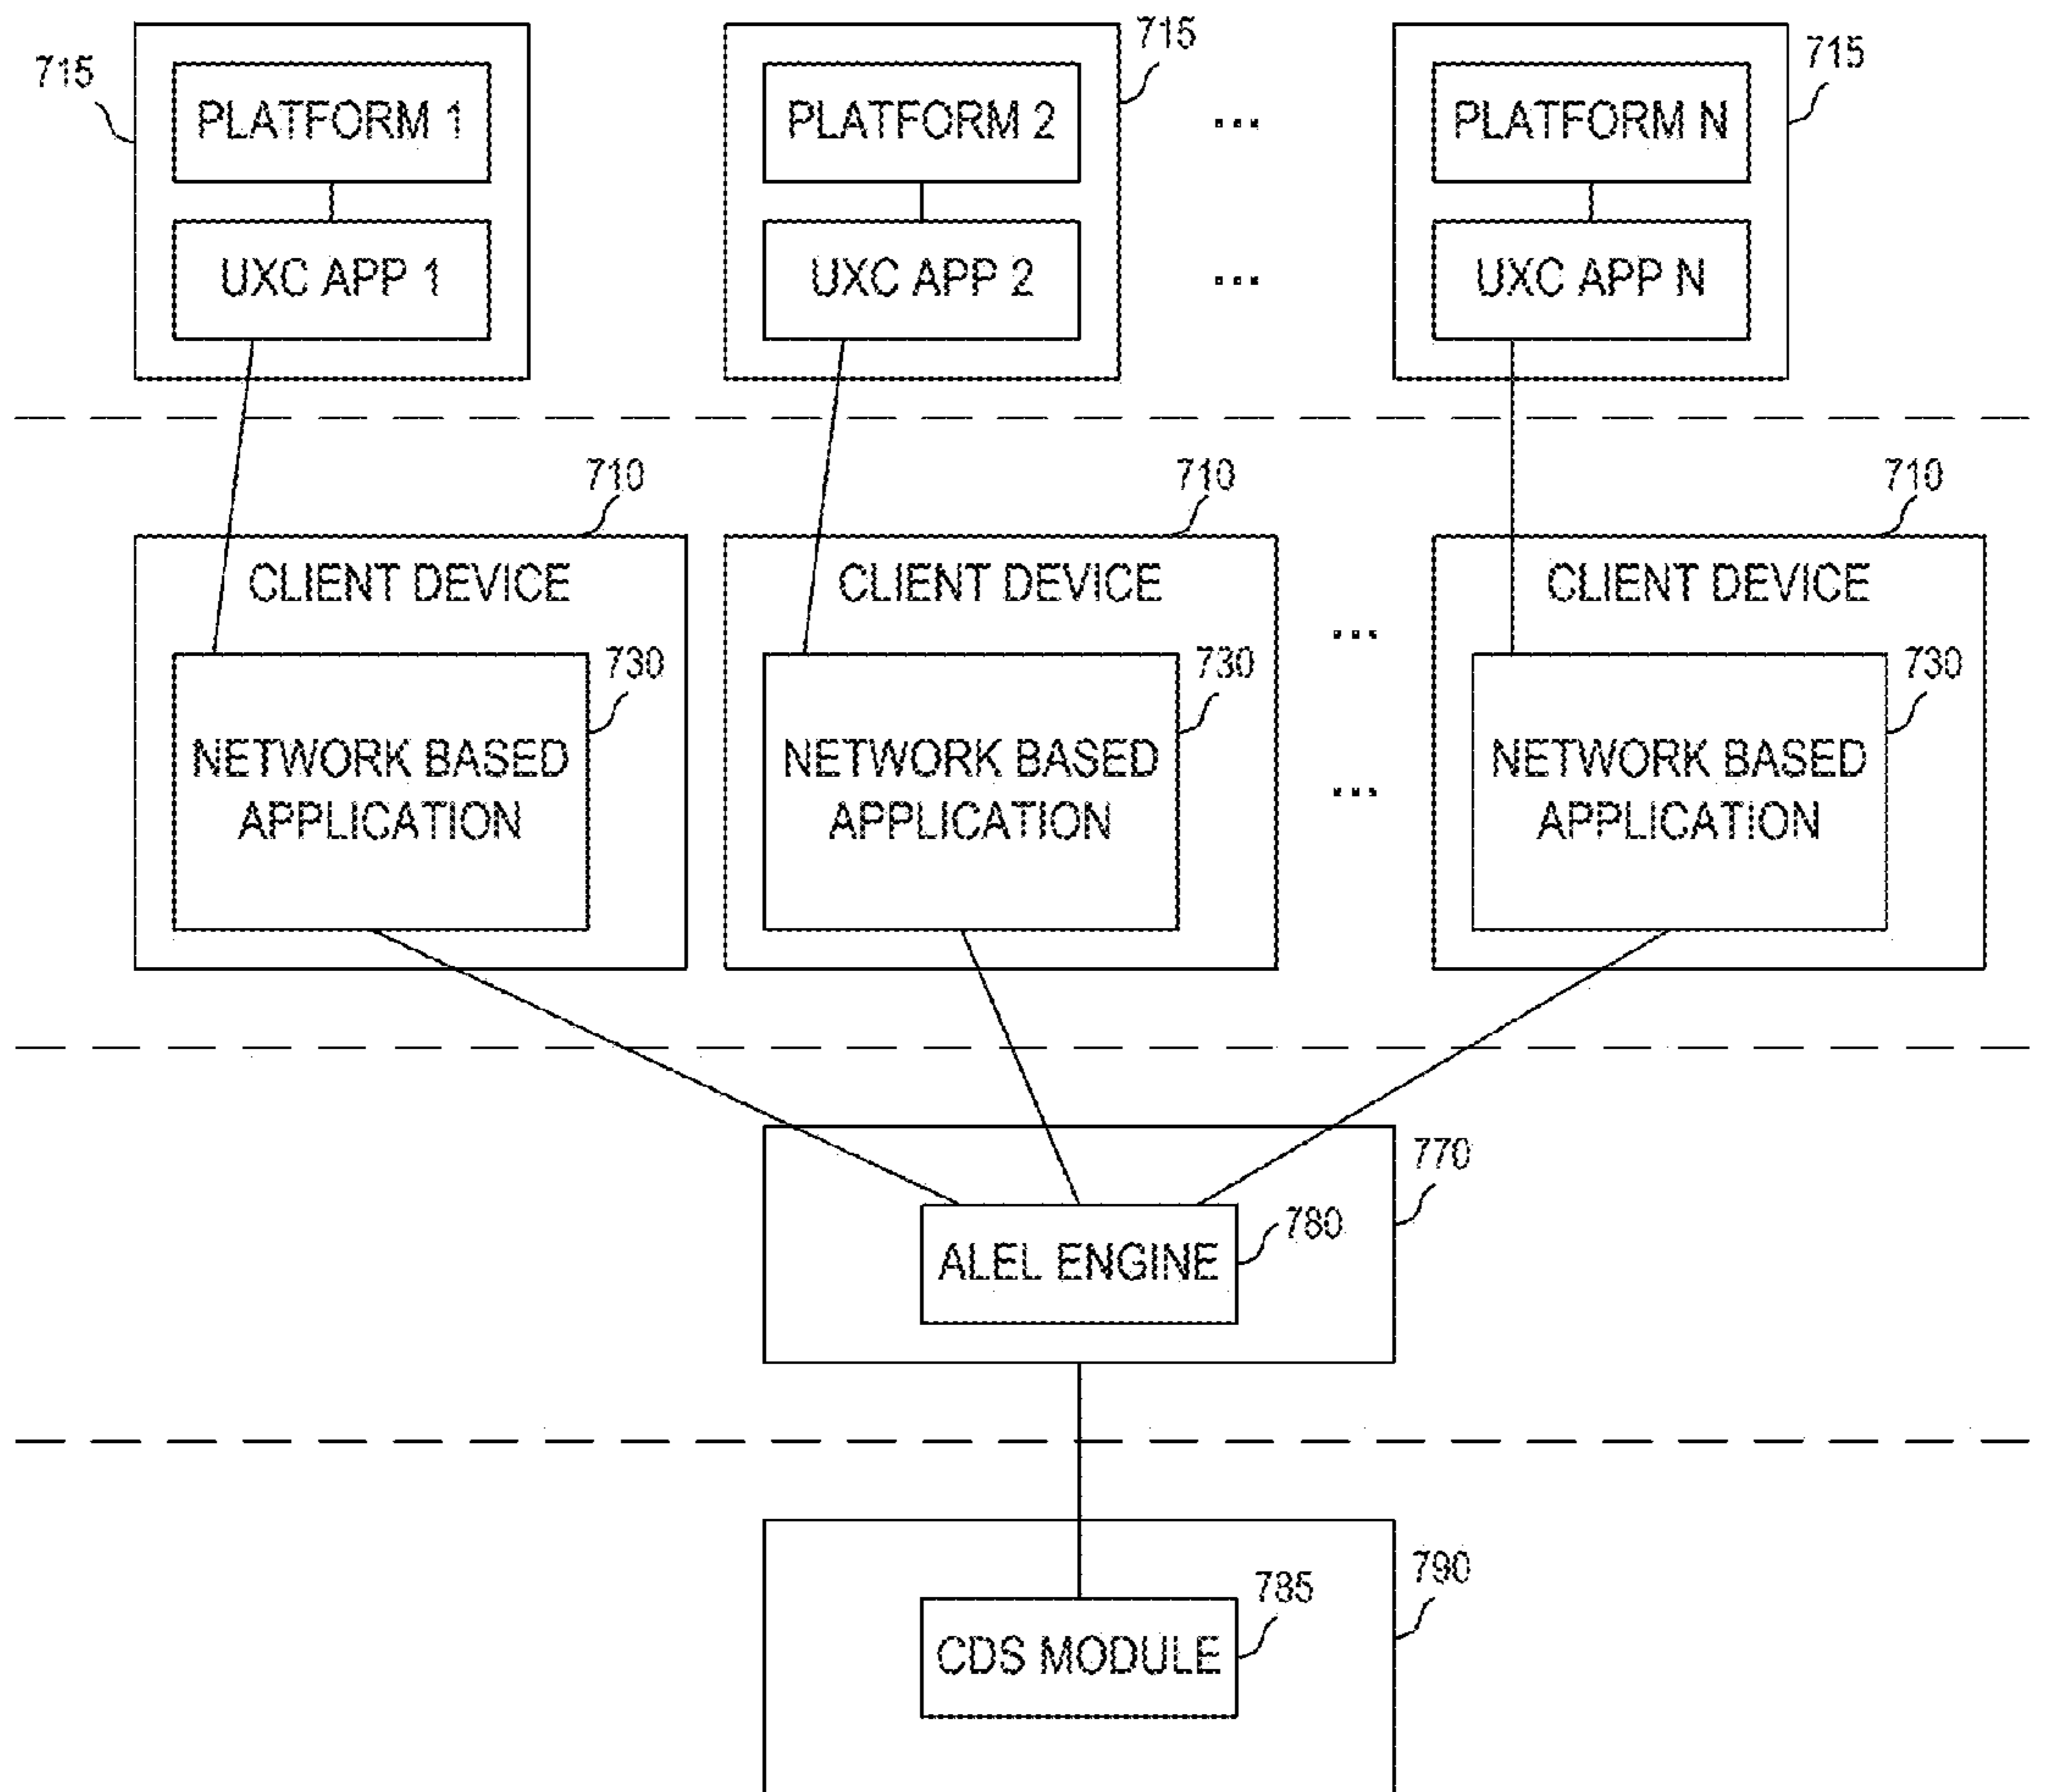 715
PLATFORM 1
UXC APP 1
715
PLATFORM 2
...
UXC APP 2
...
715
PLATFORM N
UXC APP N
710
CLIENT DEVICE
730
NETWORK BASED
APPLICATION
710
CLIENT DEVICE
...
730
NETWORK BASED
APPLICATION
...
710
CLIENT DEVICE
730
NETWORK BASED
APPLICATION
770
ALEL ENGINE
780
790
785
CDS MODULE